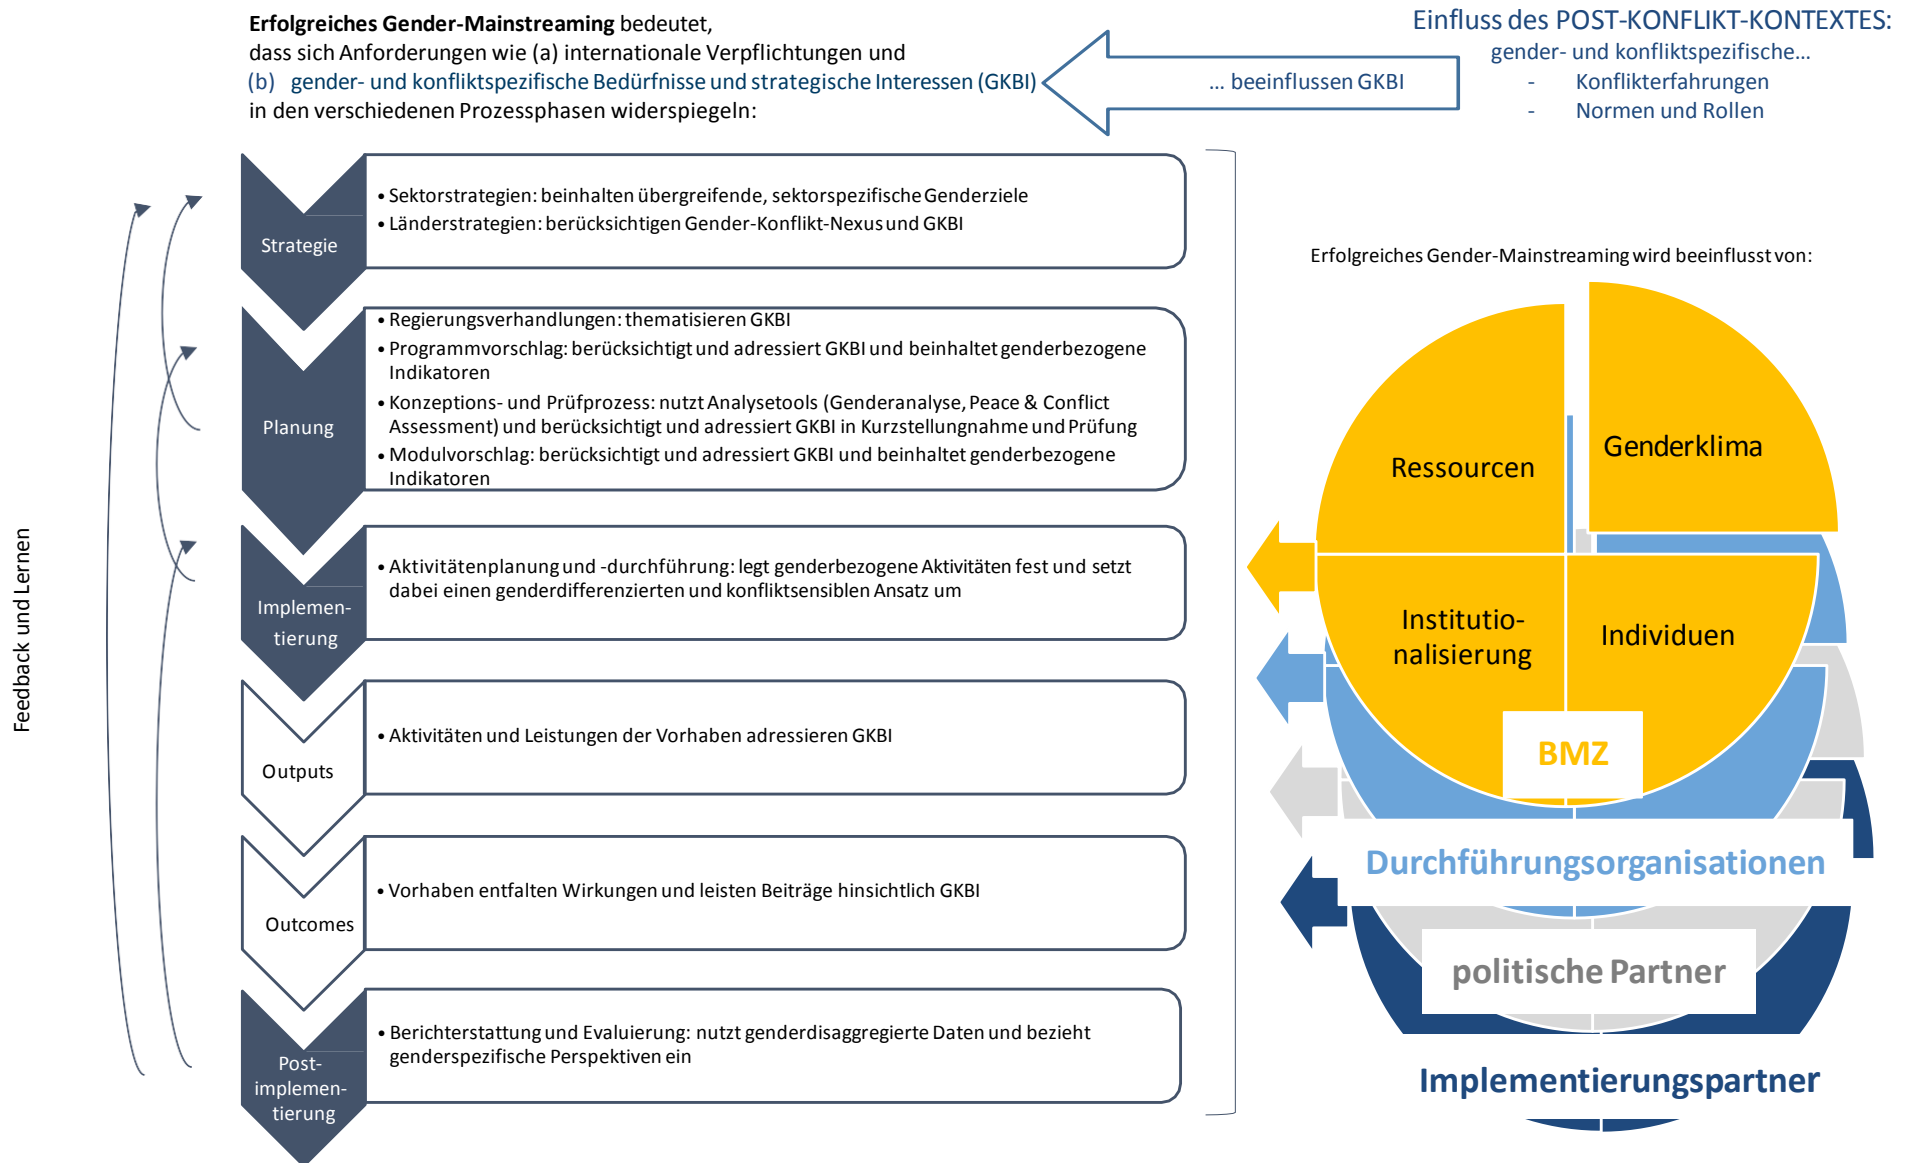 Erfolgreiches Gender-Mainstreaming bedeutet,
dass sich Anforderungen wie (a) internationale Verpflichtungen und
(b) gender- und konfliktspezifische Bedürfnisse und strategische Interessen (GKBI)
in den verschiedenen Prozessphasen widerspiegeln:
... beeinflussen GKBI
Einfluss des POST-KONFLIKT-KONTEXTES:
gender- und konfliktspezifische...
- Konflikterfahrungen
- Normen und Rollen
Feedback und Lernen
Strategie
• Sektorstrategien: beinhalten übergreifende, sektorspezifische Genderziele
• Länderstrategien: berücksichtigen Gender-Konflikt-Nexus und GKBI
Planung
• Regierungsverhandlungen: thematisieren GKBI
• Programmvorschlag: berücksichtigt und adressiert GKBI und beinhaltet genderbezogene
Indikatoren
• Konzeptions- und Prüfprozess: nutzt Analysetools (Genderanalyse, Peace & Conflict
Assessment) und berücksichtigt und adressiert GKBI in Kurzstellungnahme und Prüfung
• Modulvorschlag: berücksichtigt und adressiert GKBI und beinhaltet genderbezogene
Indikatoren
Implemen-
tierung
• Aktivitätenplanung und -durchführung: legt genderbezogene Aktivitäten fest und setzt
dabei einen genderdifferenzierten und konfliktsensiblen Ansatz um
Outputs
• Aktivitäten und Leistungen der Vorhaben adressieren GKBI
Outcomes
• Vorhaben entfalten Wirkungen und leisten Beiträge hinsichtlich GKBI
Post-
implemen-
tierung
• Berichterstattung und Evaluierung: nutzt genderdisaggregierte Daten und bezieht
genderspezifische Perspektiven ein
Erfolgreiches Gender-Mainstreaming wird beeinflusst von:
Ressourcen
Genderklima
Institutio-
nalisierung
Individuen
BMZ
Durchführungsorganisationen
politische Partner
Implementierungspartner